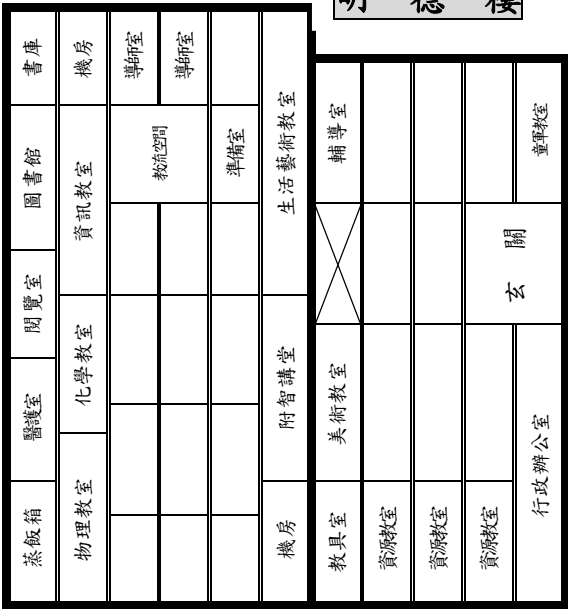 明德樓
蒸飯箱
醫護室
閱覽室
圖書館
書庫
物理教室
化學教室
資訊教室
機房
教流空間
導師室
導師室
準備室
機房
附智講堂
生活藝術教室
教具室
美術教室
輔導室
資源教室
資源教室
資源教室
行政辦公室
玄關
童軍教室